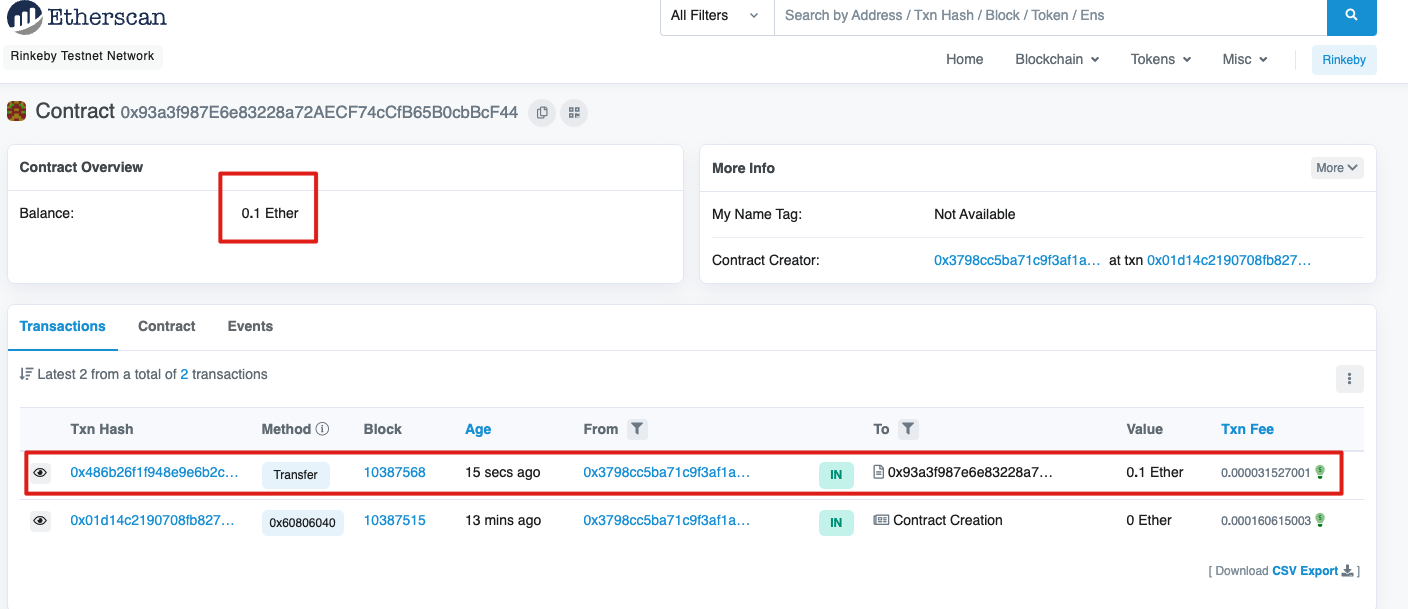 Etherscan
All Filters
Search by Address / Txn Hash / Block / Token / Ens
Rinkeby Testnet Network
Home Blockchain Tokens Misc Rinkeby
Contract 0x93a3f987E6e83228a72AECF74cCfB65B0cbBcF44
Contract Overview
Balance: 0.1 Ether
More Info
More
My Name Tag: Not Available
Contract Creator: 0x3798cc5ba71c9f3af1a... at txn 0x01d14c2190708fb827...
Transactions Contract Events
Latest 2 from a total of 2 transactions
Txn Hash Method Block Age From To Value Txn Fee
0x486b26f1f948e9e6b2c... Transfer 10387568 15 secs ago 0x3798cc5ba71c9f3af1a... IN 0x93a3f987e6e83228a7... 0.1 Ether 0.000031527001
0x01d14c2190708fb827... 0x60806040 10387515 13 mins ago 0x3798cc5ba71c9f3af1a... IN Contract Creation 0 Ether 0.000160615003
[ Download CSV Export ]